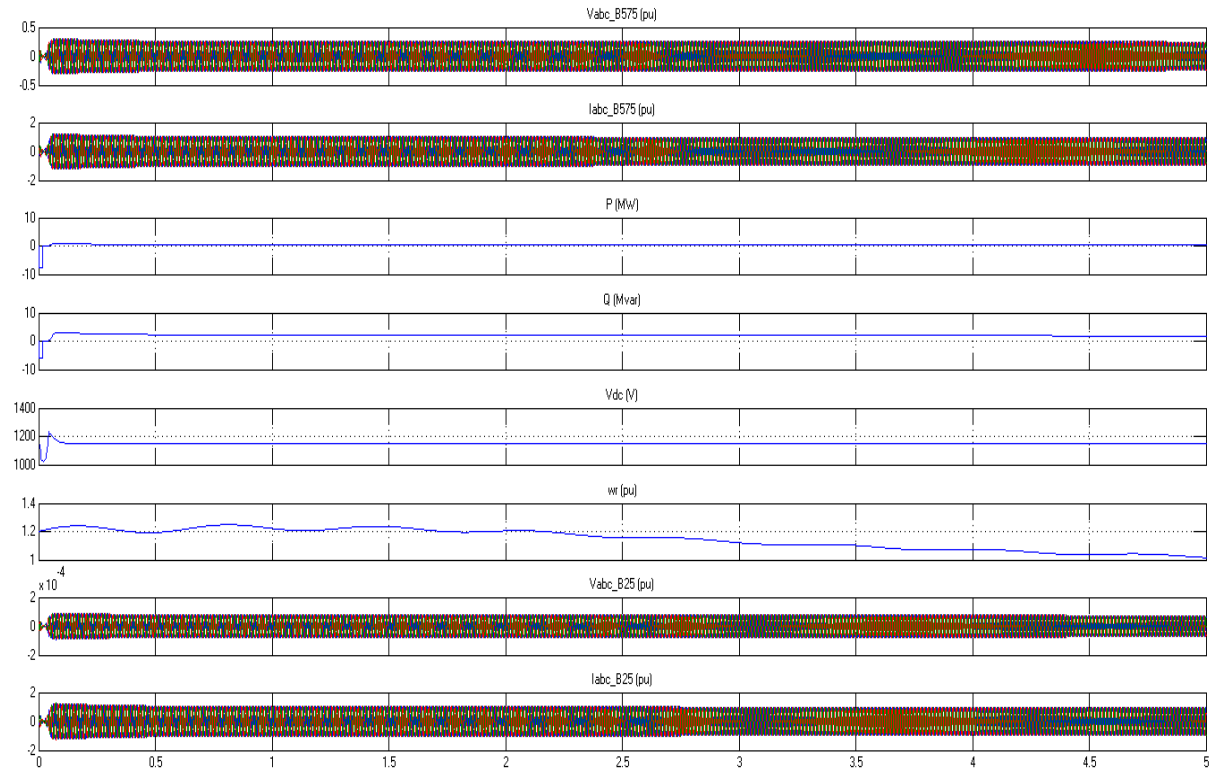 Vabc_B575 (pu)
0.5
0
-0.5
Iabc_B575 (pu)
2
0
-2
P (MW)
10
0
-10
Q (Mvar)
10
0
-10
Vdc (V)
1400
1200
1000
wr (pu)
1.4
1.2
1
x 10^-4
Vabc_B25 (pu)
2
0
-2
Iabc_B25 (pu)
2
0
-2
0 0.5 1 1.5 2 2.5 3 3.5 4 4.5 5